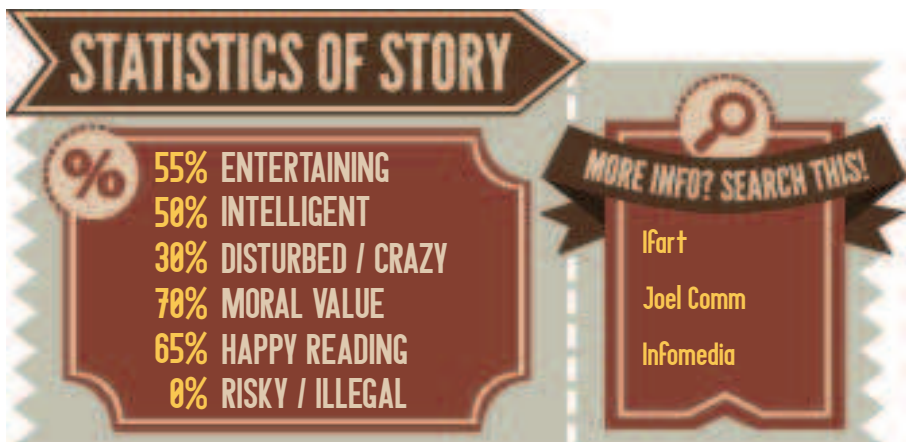 STATISTICS OF STORY
%
55% ENTERTAINING
50% INTELLIGENT
30% DISTURBED / CRAZY
70% MORAL VALUE
65% HAPPY READING
0% RISKY / ILLEGAL
MORE INFO? SEARCH THIS!
Ifart
Joel Comm
Infomedia